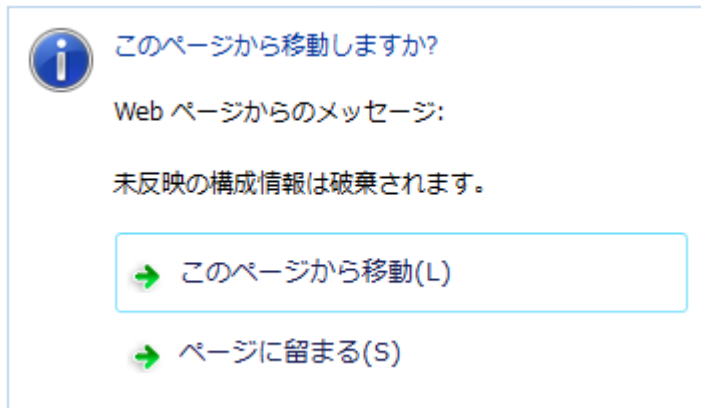 このページから移動しますか?
Web ページからのメッセージ:
未反映の構成情報は破棄されます。
このページから移動(L)
ページに留まる(S)